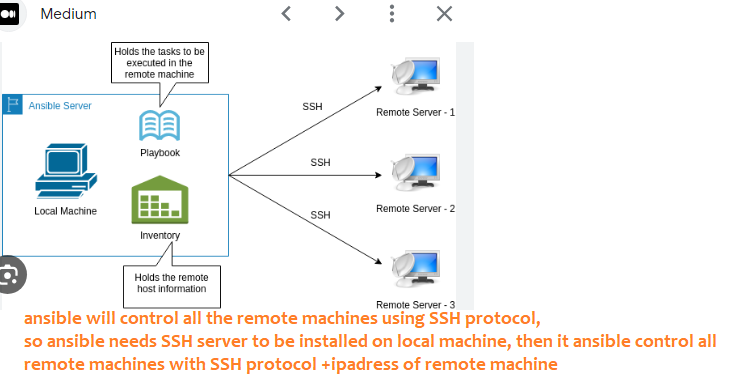 Medium
Holds the tasks to be
executed in the
remote machine
Ansible Server
Playbook
Local Machine
Inventory
Holds the remote
host information
SSH
SSH
SSH
Remote Server - 1
Remote Server - 2
Remote Server - 3
ansible will control all the remote machines using SSH protocol,
so ansible needs SSH server to be installed on local machine, then it ansible control all
remote machines with SSH protocol +ipadress of remote machine